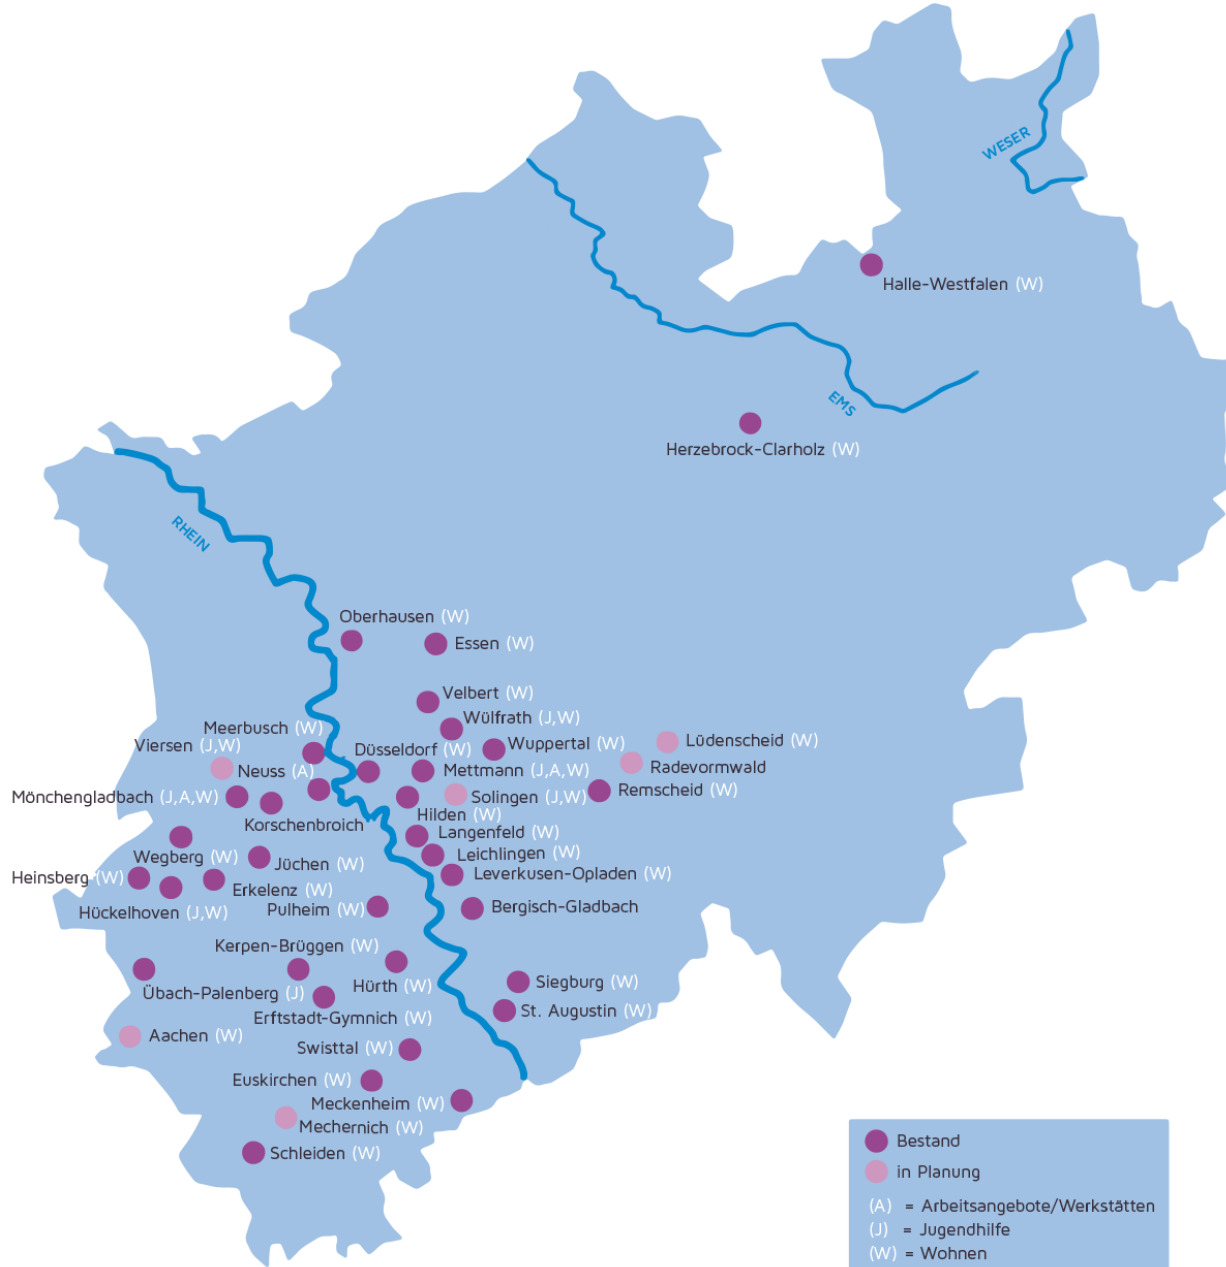 WESER
Halle-Westfalen (W)
EMS
Herzebrock-Clarholz (W)
RHEIN
Oberhausen (W)
Essen (W)
Velbert (W)
Wülfrath (J,W)
Meerbusch (W)
Viersen (J,W)
Düsseldorf (W)
Wuppertal (W)
Lüdenscheid (W)
Neuss (A)
Mettmann (J,A,W)
Radevormwald
Mönchengladbach (J,A,W)
Solingen (J,W)
Remscheid (W)
Korschenbroich
Hilden (W)
Langenfeld (W)
Wegberg (W)
Jüchen (W)
Leichlingen (W)
Heinsberg (W)
Erkelenz (W)
Leverkusen-Opladen (W)
Hückelhoven (J,W)
Pulheim (W)
Bergisch-Gladbach
Kerpen-Brüggen (W)
Übach-Palenberg (J)
Hürth (W)
Siegburg (W)
Erftstadt-Gymnich (W)
St. Augustin (W)
Aachen (W)
Swisttal (W)
Euskirchen (W)
Meckenheim (W)
Mechernich (W)
Schleiden (W)
Bestand
in Planung
(A) = Arbeitsangebote/Werkstätten
(J) = Jugendhilfe
(W) = Wohnen